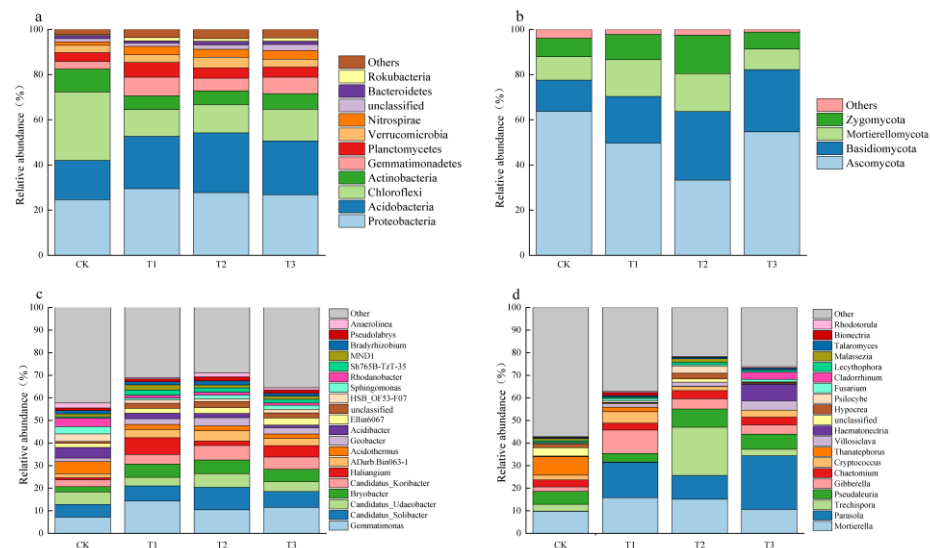 a
Relative abundance (%)
100
80
60
40
20
0
CK
T1
T2
T3
Others
Rokubacteria
Bacteroidetes
unclassified
Nitrospirae
Verrucomicrobia
Planctomycetes
Gemmatimonadetes
Actinobacteria
Chloroflexi
Acidobacteria
Proteobacteria
b
Relative abundance (%)
100
80
60
40
20
0
CK
T1
T2
T3
Others
Zygomycota
Mortierellomycota
Basidiomycota
Ascomycota
c
Relative abundance (%)
100
90
80
70
60
50
40
30
20
10
0
CK
T1
T2
T3
Other
Anaerolinea
Pseudolabrys
Bradyrhizobium
MND1
Sh765B-TzT-35
Rhodanobacter
Sphingomonas
HSB_OF53-F07
unclassified
Ellin6067
Acidibacter
Geobacter
Acidothermus
ADurb.Bin063-1
Haliangium
Candidatus_Koribacter
Bryobacter
Candidatus_Udaeobacter
Candidatus_Solibacter
Gemmatimonas
d
Relative abundance (%)
100
90
80
70
60
50
40
30
20
10
0
CK
T1
T2
T3
Other
Rhodotorula
Bionectria
Talaromyces
Malassezia
Lecythophora
Cladorrhinum
Fusarium
Psilocybe
Hypocrea
unclassified
Haematonectria
Villosiclava
Thanatephorus
Cryptococcus
Chaetomium
Gibberella
Pseudaleuria
Trechispora
Parasola
Mortierella